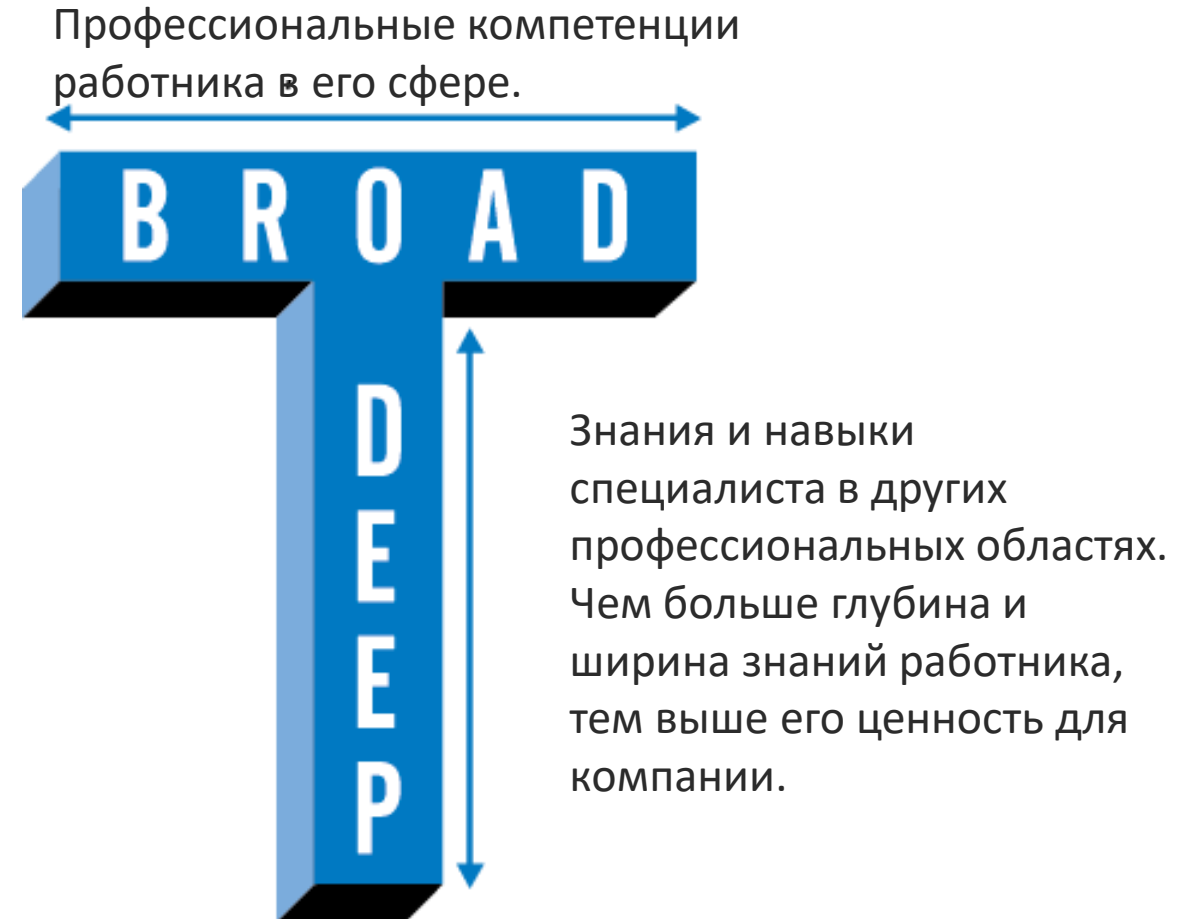 Профессиональные компетенции
работника в его сфере.
BROAD
DEEP
Знания и навыки
специалиста в других
профессиональных областях.
Чем больше глубина и
ширина знаний работника,
тем выше его ценность для
компании.